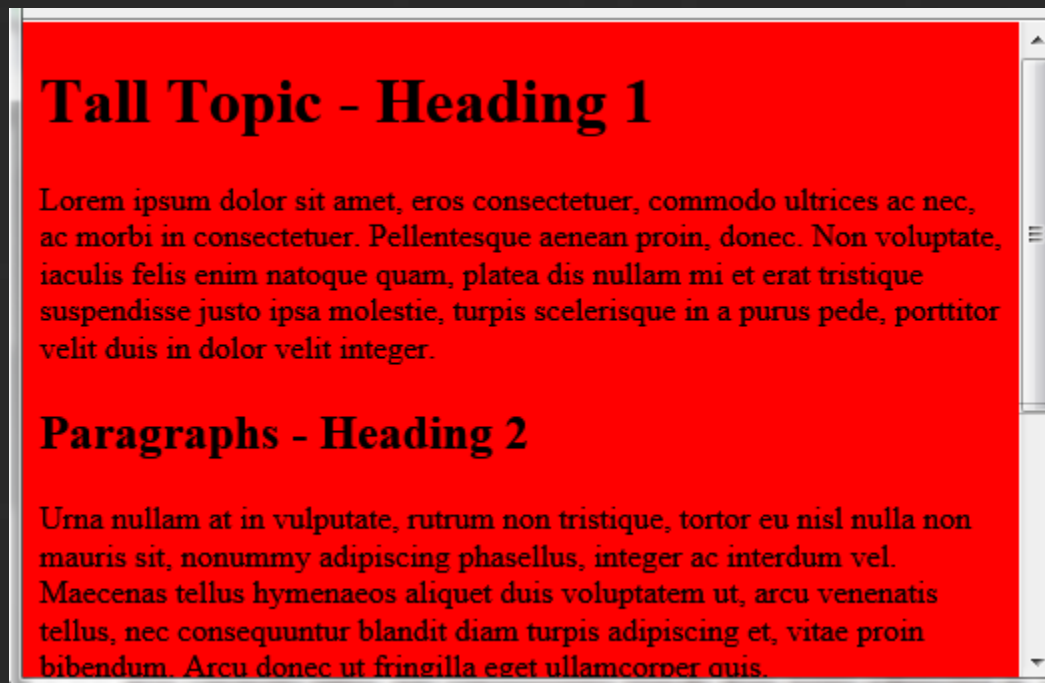 Tall Topic - Heading 1
Lorem ipsum dolor sit amet, eros consectetuer, commodo ultrices ac nec,
ac morbi in consectetuer. Pellentesque aenean proin, donec. Non voluptate,
iaculis felis enim natoque quam, platea dis nullam mi et erat tristique
suspendisse justo ipsa molestie, turpis scelerisque in a purus pede, porttitor
velit duis in dolor velit integer.
Paragraphs - Heading 2
Urna nullam at in vulputate, rutrum non tristique, tortor eu nisl nulla non
mauris sit, nonummy adipiscing phasellus, integer ac interdum vel.
Maecenas tellus hymenaeos aliquet duis voluptatem ut, arcu venenatis
tellus, nec consequuntur blandit diam turpis adipiscing et, vitae proin
bibendum. Arcu donec ut fringilla eget ullamcorper quis.